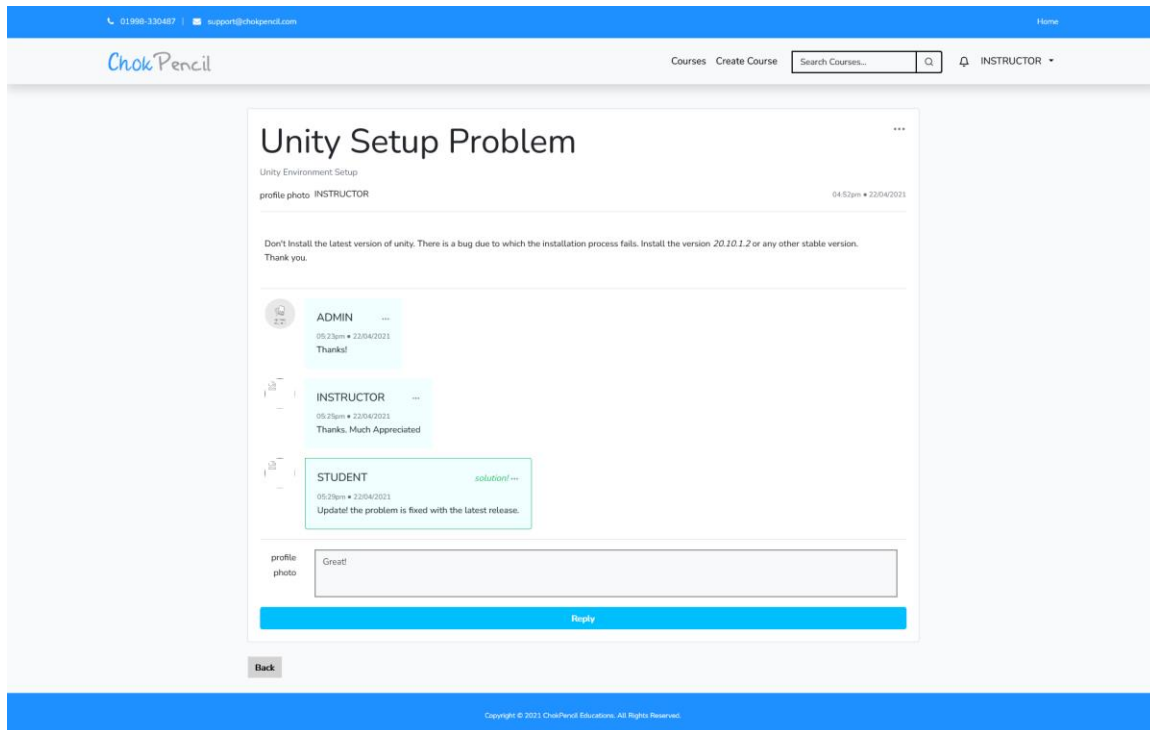 01998-330487 | support@chokpencil.com Home
ChokPencil Courses Create Course Search Courses... INSTRUCTOR
Unity Setup Problem
Unity Environment Setup
profile photo INSTRUCTOR 04:52pm • 22/04/2021
Don't Install the latest version of unity. There is a bug due to which the installation process fails. Install the version 20.10.1.2 or any other stable version.
Thank you.
ADMIN ...
05:23pm • 22/04/2021
Thanks!
INSTRUCTOR ...
05:25pm • 22/04/2021
Thanks. Much Appreciated
STUDENT solution! ...
05:29pm • 22/04/2021
Update! the problem is fixed with the latest release.
profile
photo
Great!
Reply
Back
Copyright © 2021 ChokPencil Educations. All Rights Reserved.